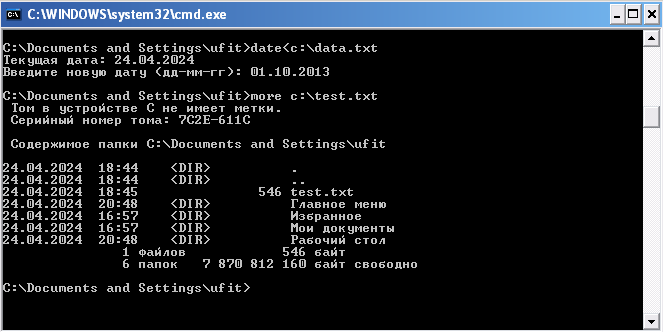 C:\WINDOWS\system32\cmd.exe
C:\Documents and Settings\ufit>date<c:\data.txt
Текущая дата: 24.04.2024
Введите новую дату (дд-мм-гг): 01.10.2013
C:\Documents and Settings\ufit>more c:\test.txt
Том в устройстве C не имеет метки.
Серийный номер тома: 7C2E-611C
Содержимое папки C:\Documents and Settings\ufit
24.04.2024  18:44    <DIR>          .
24.04.2024  18:44    <DIR>          ..
24.04.2024  18:45               546 test.txt
24.04.2024  20:48    <DIR>          Главное меню
24.04.2024  16:57    <DIR>          Избранное
24.04.2024  16:57    <DIR>          Мои документы
24.04.2024  20:48    <DIR>          Рабочий стол
1 файлов            546 байт
6 папок   7 870 812 160 байт свободно
C:\Documents and Settings\ufit>